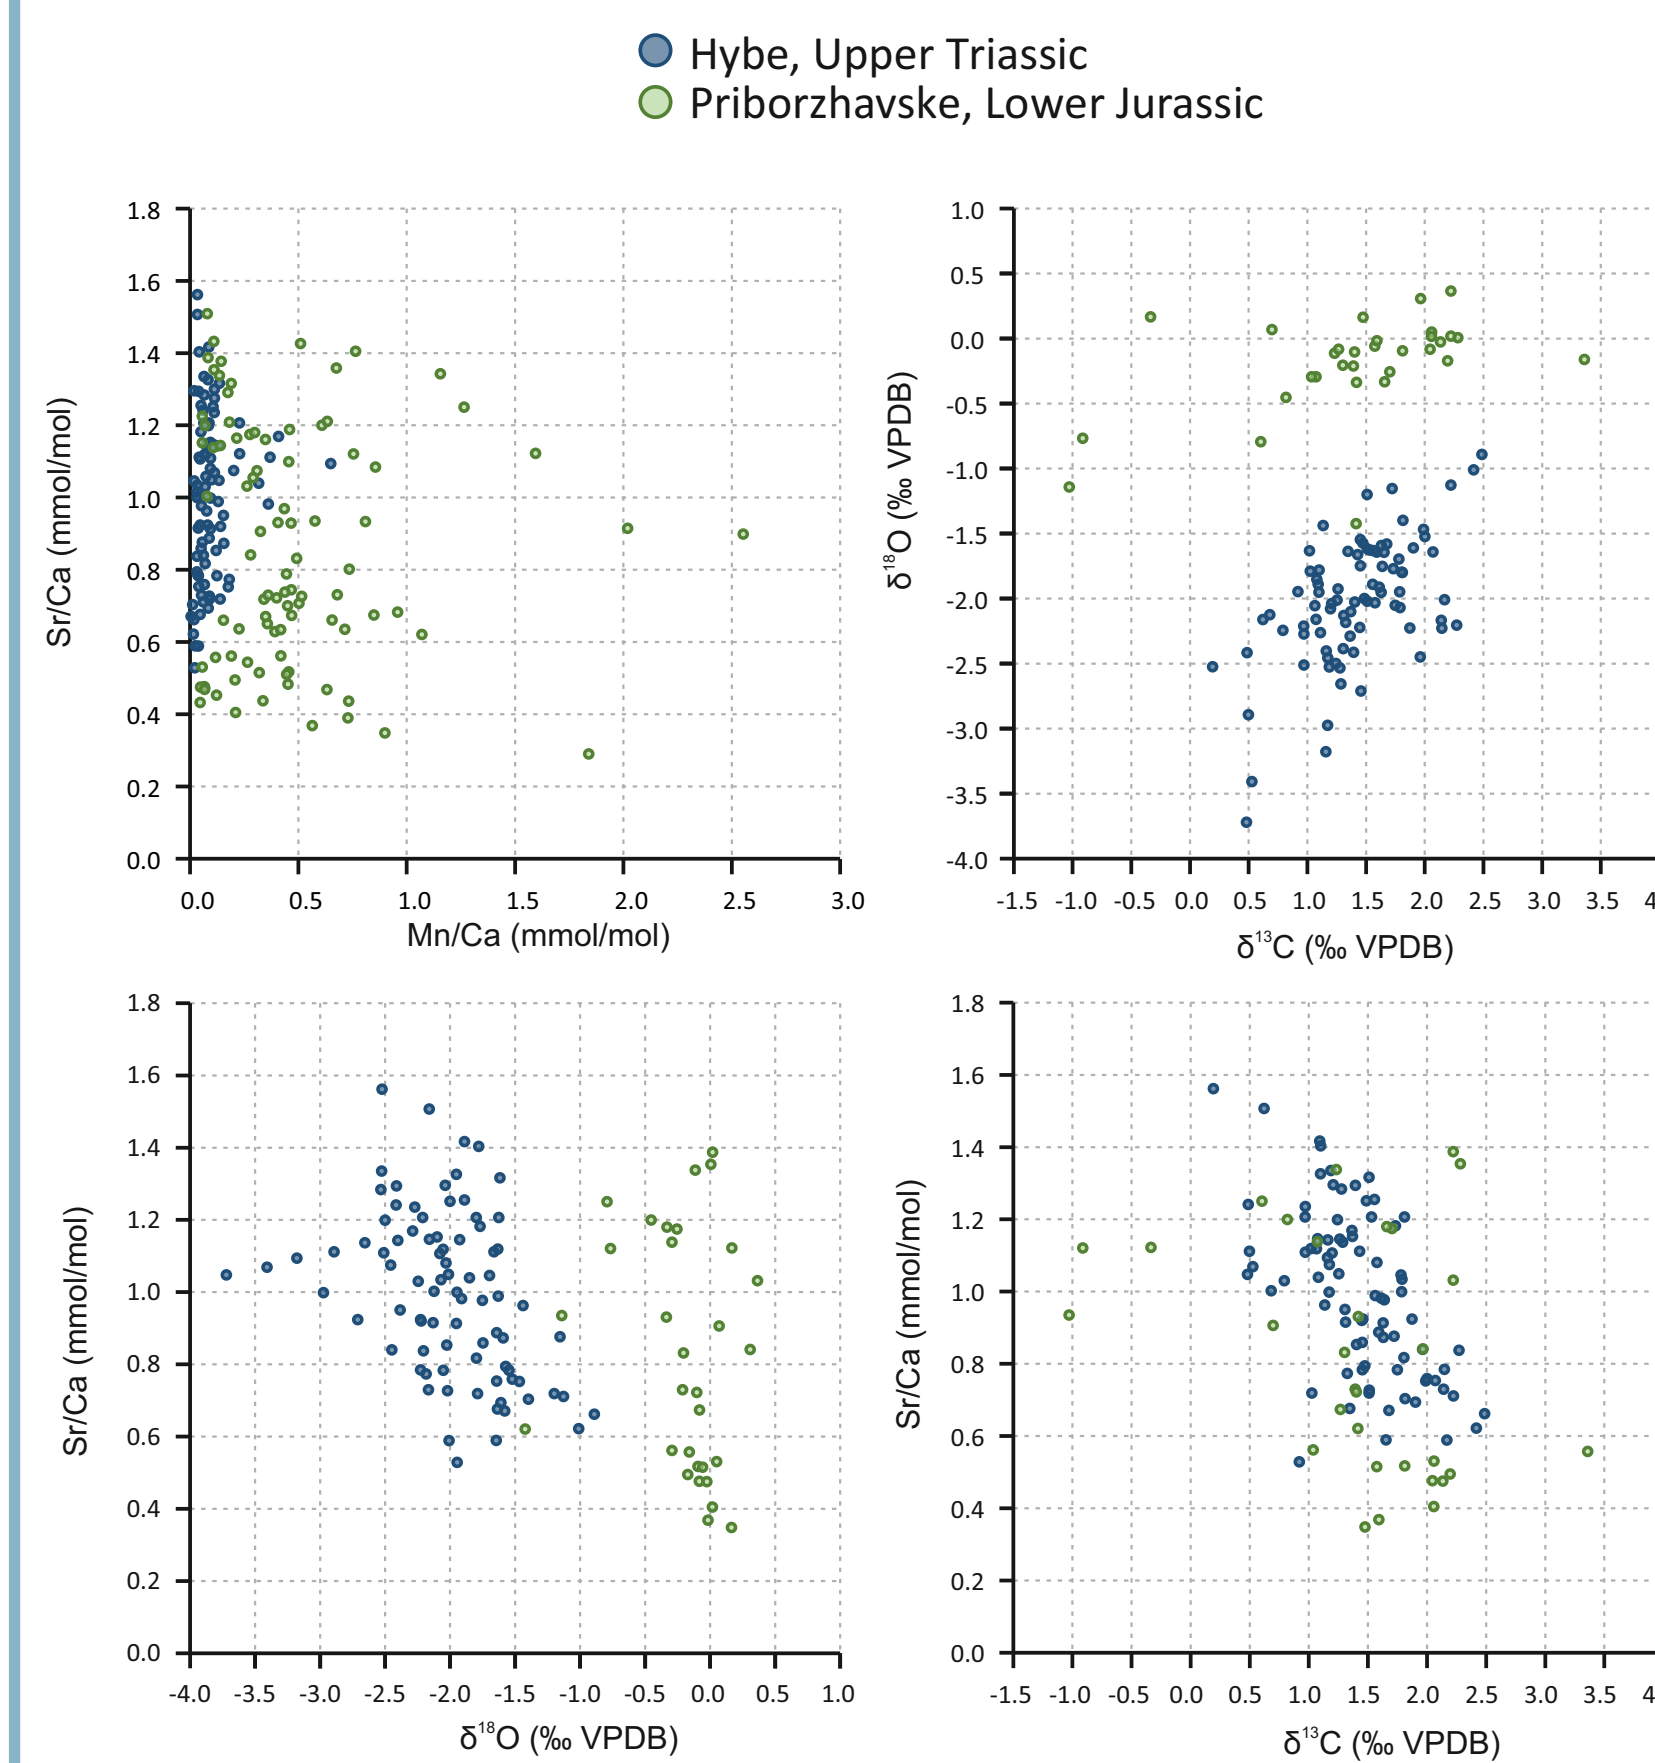 Hybe, Upper Triassic
Priborzhavske, Lower Jurassic
1.8
1.6
1.4
1.2
1.0
0.8
0.6
0.4
0.2
0.0
Sr/Ca (mmol/mol)
0.0 0.5 1.0 1.5 2.0 2.5 3.0
Mn/Ca (mmol/mol)
1.0
0.5
0.0
-0.5
-1.0
-1.5
-2.0
-2.5
-3.0
-3.5
-4.0
δ¹⁸O (‰ VPDB)
-1.5 -1.0 -0.5 0.0 0.5 1.0 1.5 2.0 2.5 3.0 3.5 4
δ¹³C (‰ VPDB)
1.8
1.6
1.4
1.2
1.0
0.8
0.6
0.4
0.2
0.0
Sr/Ca (mmol/mol)
-4.0 -3.5 -3.0 -2.5 -2.0 -1.5 -1.0 -0.5 0.0 0.5 1.0
δ¹⁸O (‰ VPDB)
1.8
1.6
1.4
1.2
1.0
0.8
0.6
0.4
0.2
0.0
Sr/Ca (mmol/mol)
-1.5 -1.0 -0.5 0.0 0.5 1.0 1.5 2.0 2.5 3.0 3.5 4
δ¹³C (‰ VPDB)